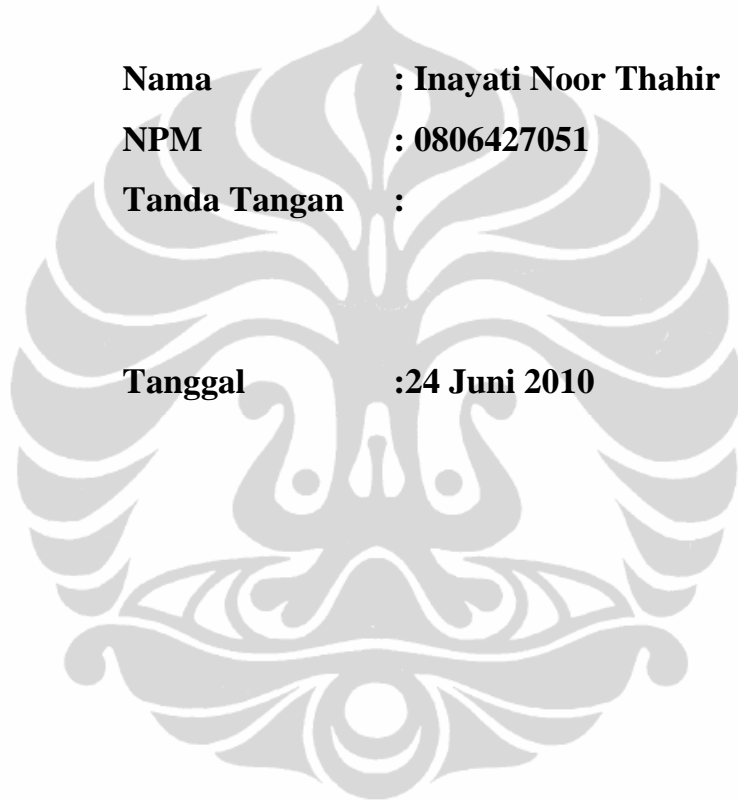 Nama : Inayati Noor Thahir
NPM : 0806427051
Tanda Tangan :
Tanggal :24 Juni 2010